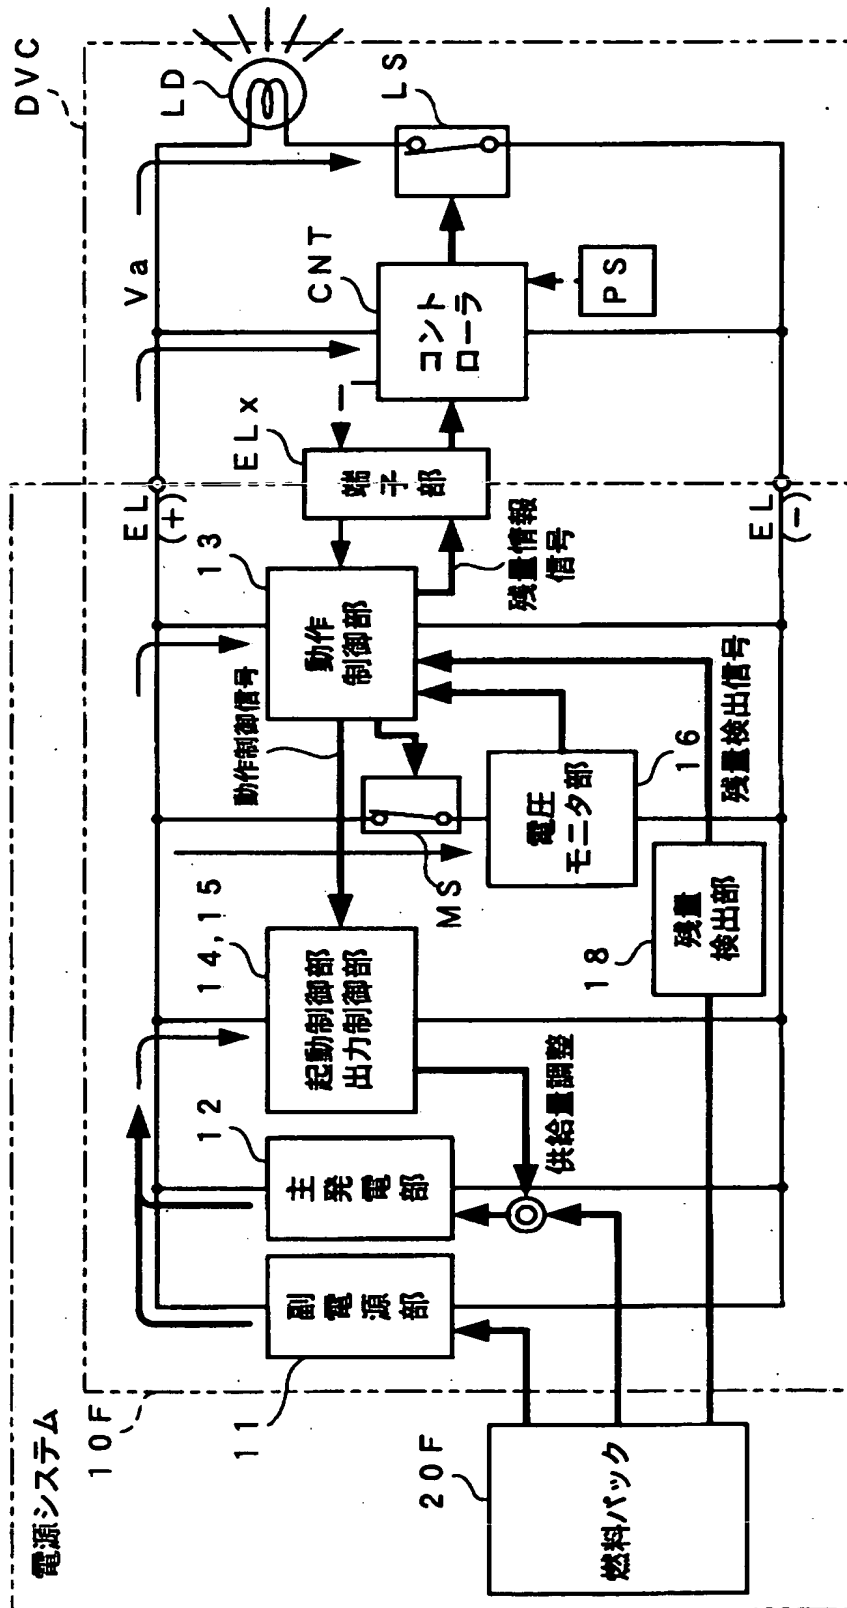 電源システム
10F
DVC
20F
燃料パック
11
副電源部
12
主発電部
供給量調整
14,15
起動制御部
出力制御部
18
残量
検出部
残量検出信号
MS
動作制御信号
電圧
モニタ部
16
13
動作
制御部
残量情報
信号
EL
(+)
EL
(-)
ELx
端子部
Va
CNT
コント
ローラ
PS
LD
LS